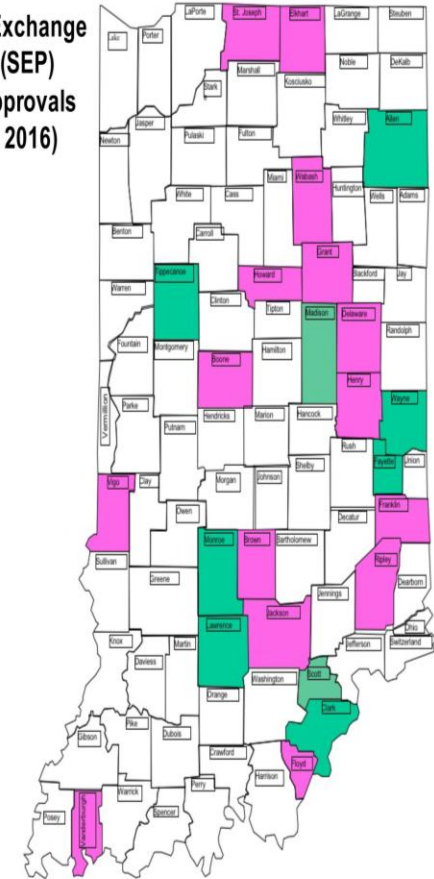 Exchange
(SEP)
provals
2016)
LaPorte
St. Joseph
Elkhart
LaGrange
Steuben
Lake
Porter
Noble
DeKalb
Marshall
Kosciusko
Stark
Jasper
Newton
Pulaski
Fulton
Whitley
Allen
Miami
Wabash
Huntington
Wells
Adams
White
Cass
Benton
Carroll
Grant
Tippecanoe
Howard
Blackford
Jay
Warren
Clinton
Tipton
Madison
Delaware
Randolph
Fountain
Montgomery
Boone
Hamilton
Henry
Wayne
Vermillion
Parke
Putnam
Hendricks
Marion
Hancock
Rush
Fayette
Union
Vigo
Clay
Morgan
Johnson
Shelby
Franklin
Owen
Decatur
Monroe
Brown
Bartholomew
Ripley
Dearborn
Sullivan
Greene
Jennings
Ohio
Lawrence
Jackson
Jefferson
Switzerland
Knox
Daviess
Martin
Washington
Scott
Orange
Clark
Gibson
Pike
Dubois
Crawford
Floyd
Harrison
Posey
Vanderburgh
Warrick
Spencer
Perry